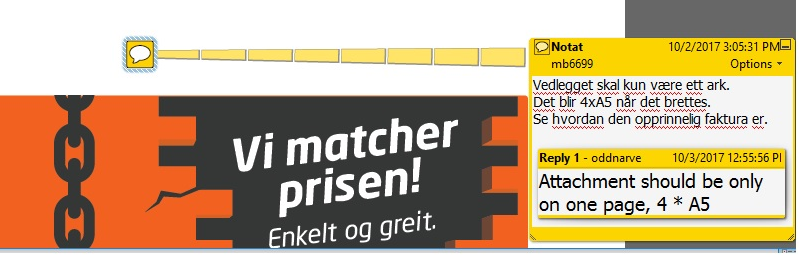 Notat 10/2/2017 3:05:31 PM
mb6699 Options
Vedlegget skal kun være ett ark.
Det blir 4xA5 når det brettes.
Se hvordan den opprinnelig faktura er.
Reply 1 - oddnarve 10/3/2017 12:55:56 P
Attachment should be only
on one page, 4 * A5
Vi matcher
prisen!
Enkelt og greit.